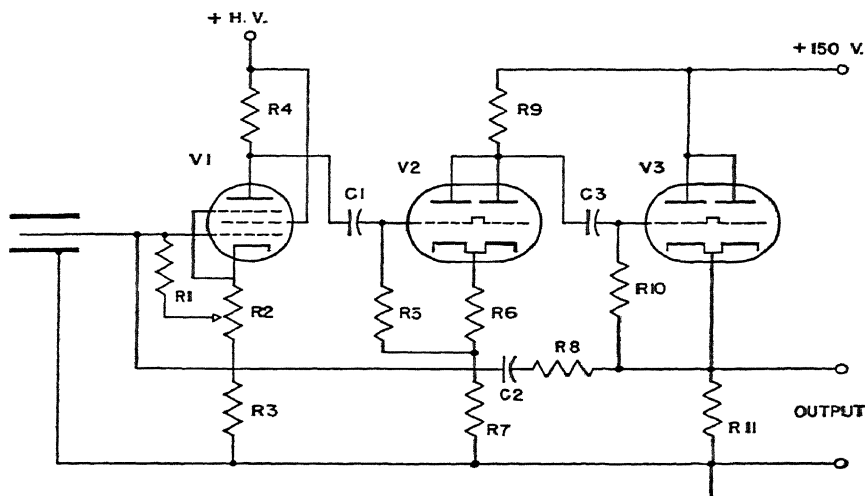 + H. V.
+150 V.
R4
R9
V1
V2
V3
C1
C3
R1
R2
R5
R6
R10
R8
C2
R3
R7
R11
OUTPUT